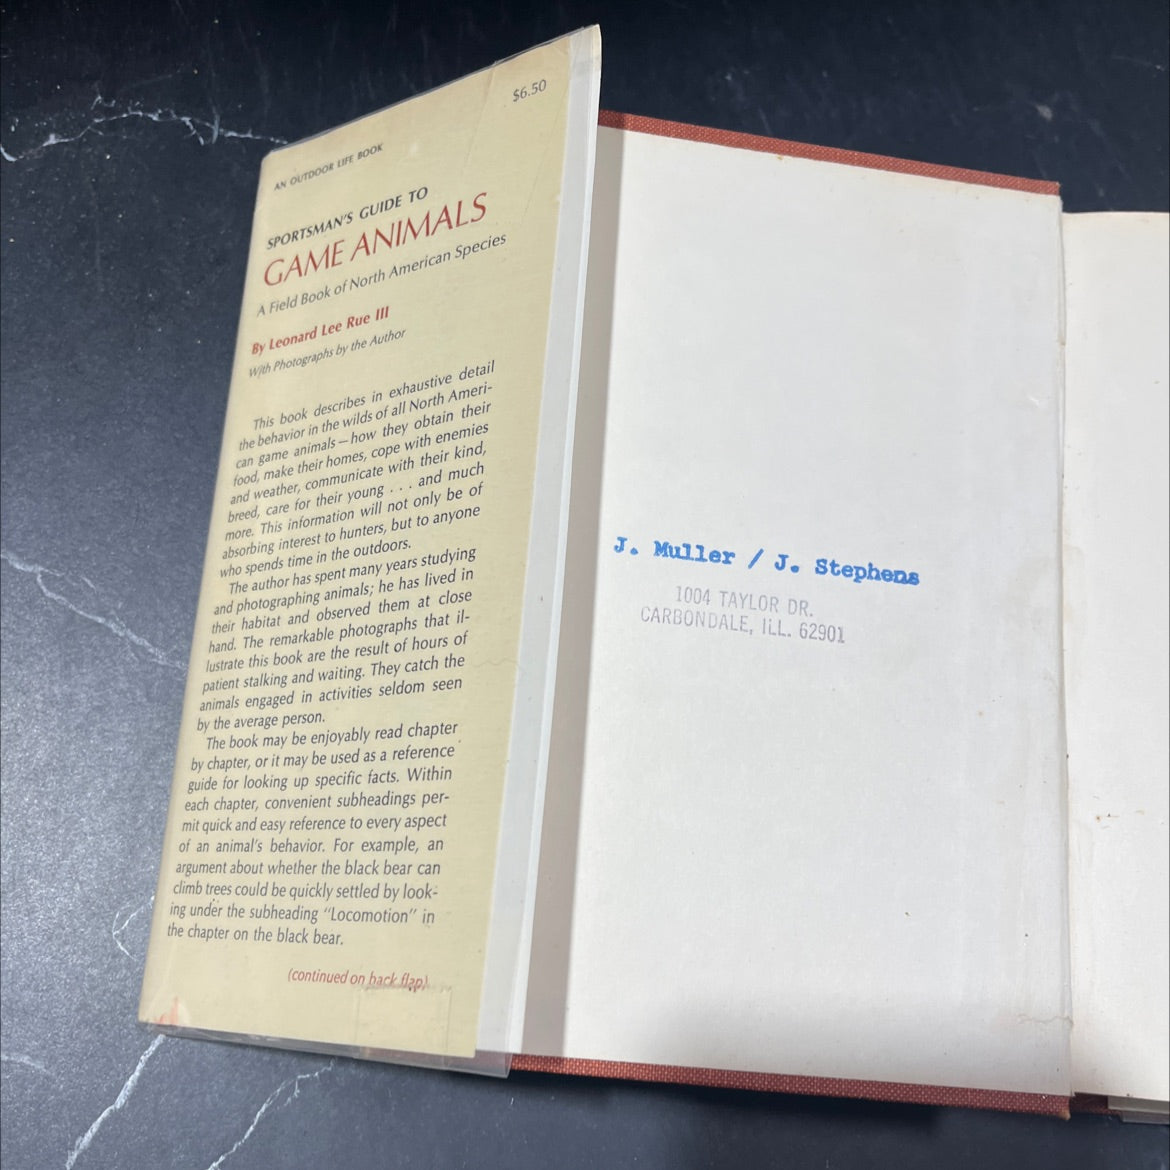 $6.50
AN OUTDOOR LIFE BOOK
SPORTSMAN'S GUIDE TO
GAME ANIMALS
A Field Book of North American Species
By Leonard Lee Rue III
With Photographs by the Author
This book describes in exhaustive detail
the behavior in the wilds of all North Ameri-
can game animals—how they obtain their
food, make their homes, cope with enemies
and weather, communicate with their kind,
breed, care for their young . . . and much
more. This information will not only be of
absorbing interest to hunters, but to anyone
who spends time in the outdoors.
The author has spent many years studying
and photographing animals; he has lived in
their habitat and observed them at close
hand. The remarkable photographs that il-
lustrate this book are the result of hours of
patient stalking and waiting. They catch the
animals engaged in activities seldom seen
by the average person.
The book may be enjoyably read chapter
by chapter, or it may be used as a reference
guide for looking up specific facts. Within
each chapter, convenient subheadings per-
mit quick and easy reference to every aspect
of an animal's behavior. For example, an
argument about whether the black bear can
climb trees could be quickly settled by look-
ing under the subheading "Locomotion" in
the chapter on the black bear.
(continued on back flap)
J. Muller / J. Stephens
1004 TAYLOR DR.
CARBONDALE, ILL. 62901